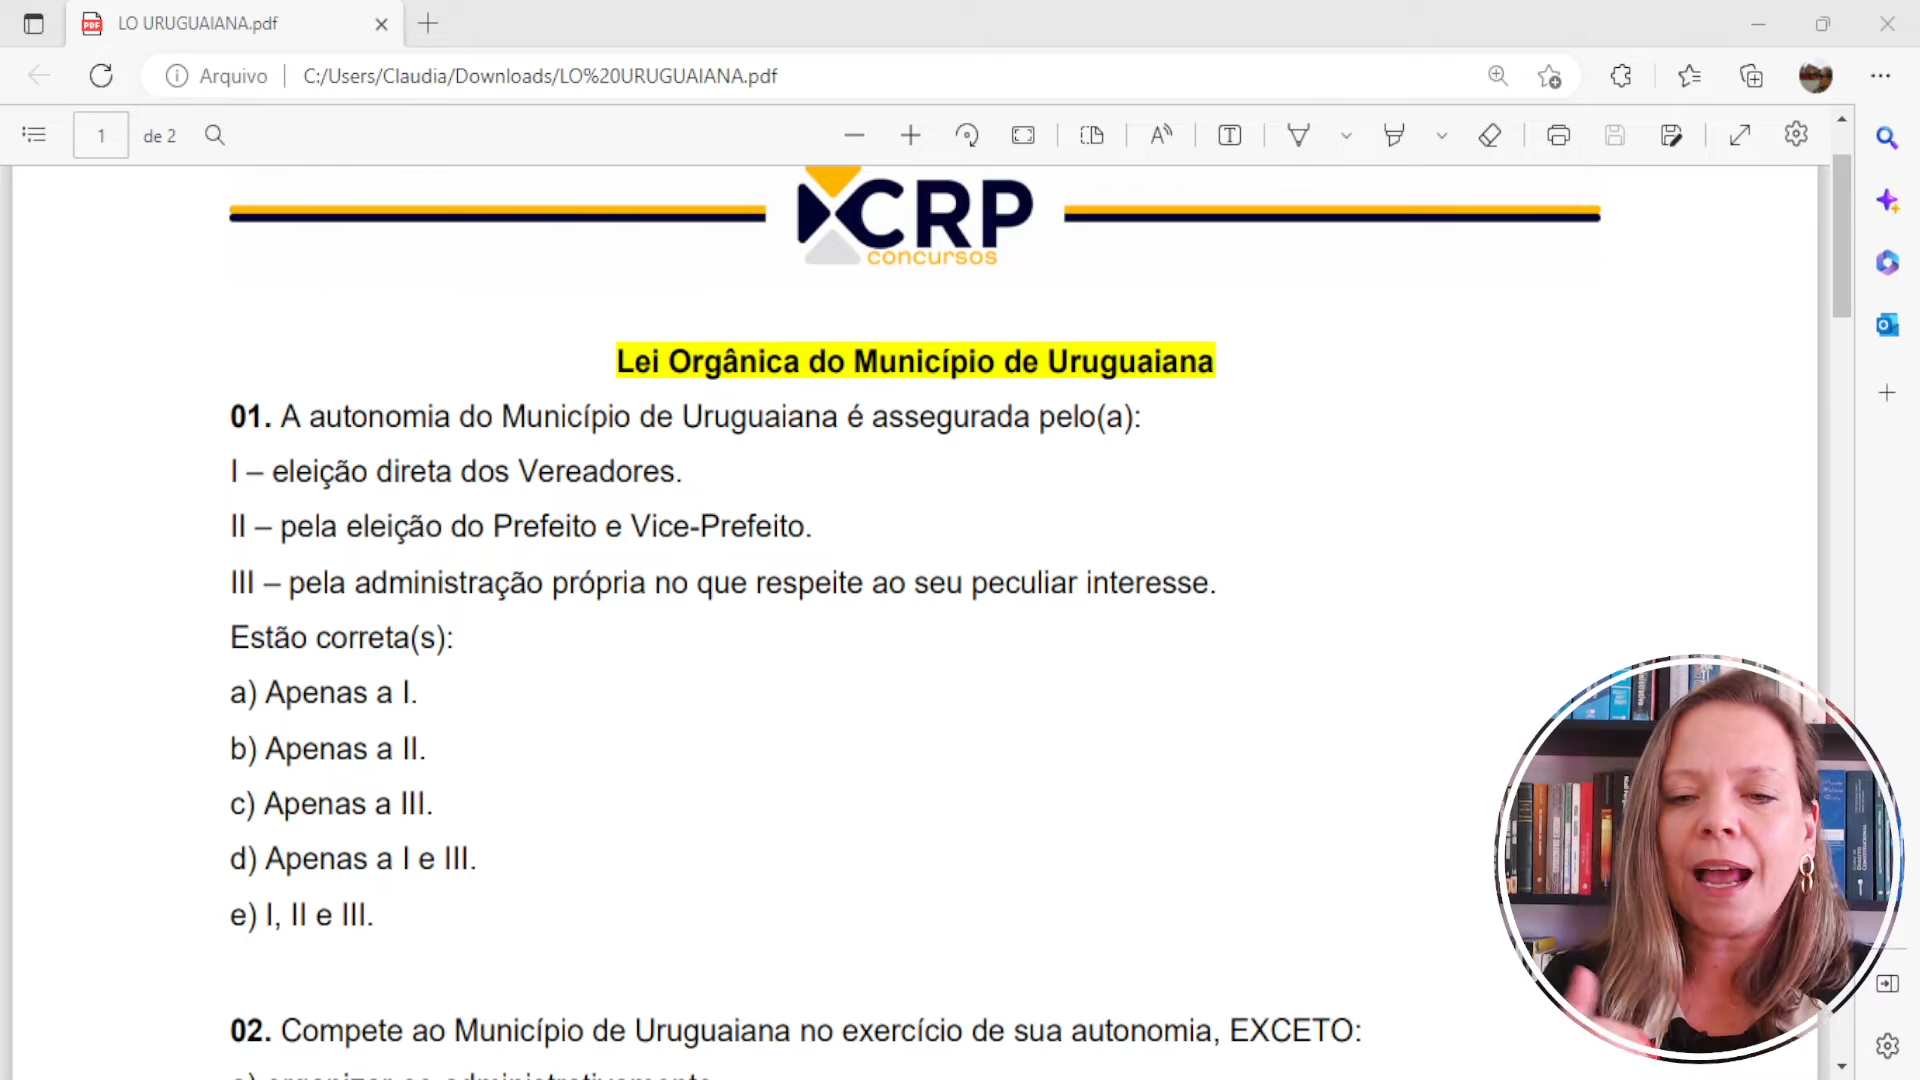 LO URUGUAIANA.pdf
Arquivo
C:/Users/Claudia/Downloads/LO%20URUGUAIANA.pdf
1 de 2
CRP
concursos
Lei Orgânica do Município de Uruguaiana
01. A autonomia do Município de Uruguaiana é assegurada pelo(a):
I – eleição direta dos Vereadores.
II – pela eleição do Prefeito e Vice-Prefeito.
III – pela administração própria no que respeite ao seu peculiar interesse.
Estão correta(s):
a) Apenas a I.
b) Apenas a II.
c) Apenas a III.
d) Apenas a I e III.
e) I, II e III.
02. Compete ao Município de Uruguaiana no exercício de sua autonomia, EXCETO: